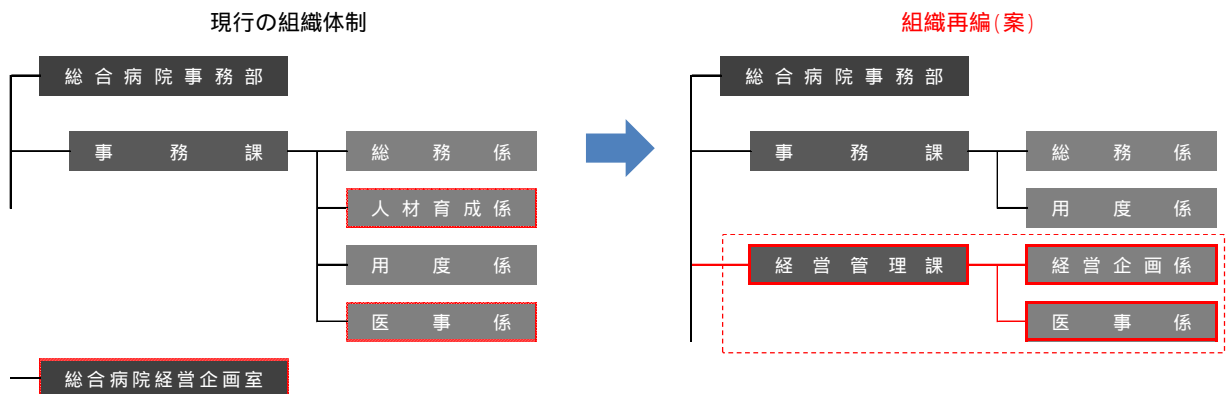 現行の組織体制
総合病院事務部
事務課
総務係
人材育成係
用度係
医事係
総合病院経営企画室
組織再編(案)
総合病院事務部
事務課
総務係
用度係
経営管理課
経営企画係
医事係